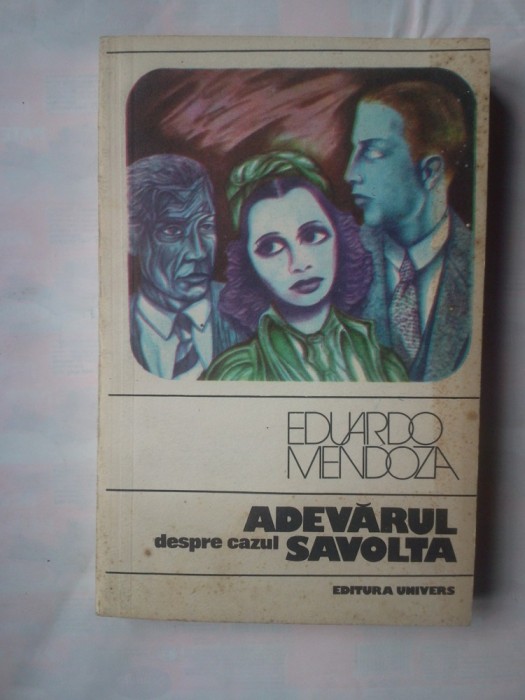 EDUARDO
MENDOZA
ADEVĂRUL
despre cazul SAVOLTA
EDITURA UNIVERS